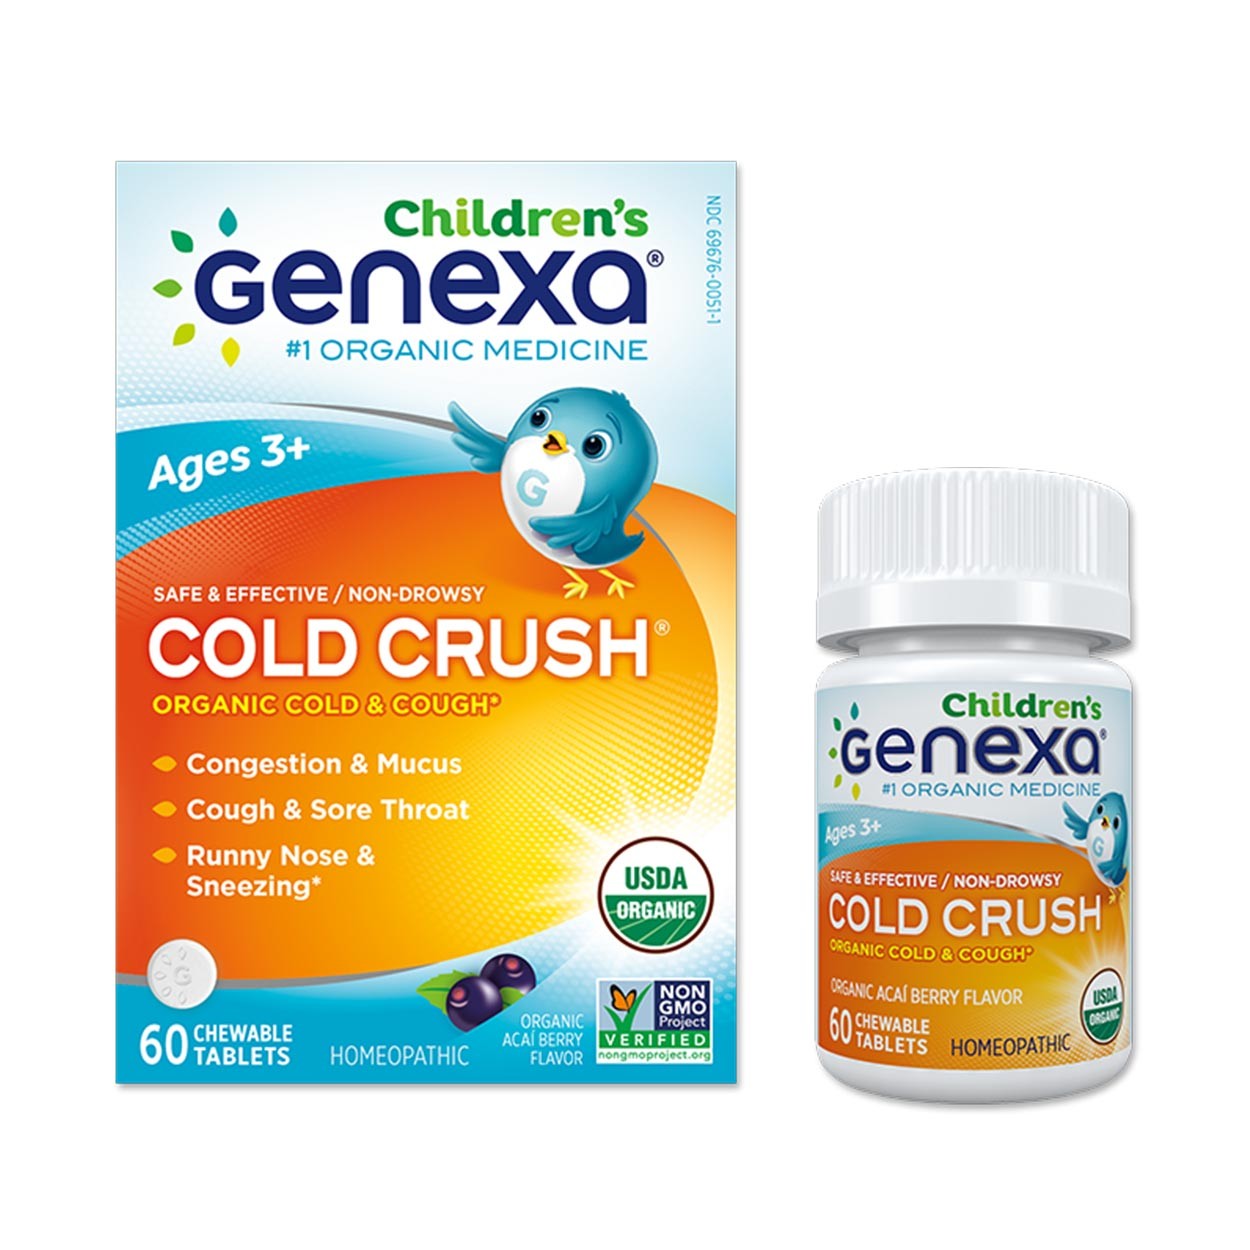 Children's
Genexa®
#1 ORGANIC MEDICINE
NDC 69676-0051-1
Ages 3+
G
SAFE & EFFECTIVE / NON-DROWSY
COLD CRUSH®
ORGANIC COLD & COUGH*
Congestion & Mucus
Cough & Sore Throat
Runny Nose &
Sneezing*
USDA
ORGANIC
G
60 CHEWABLE
TABLETS
HOMEOPATHIC
ORGANIC
ACAÍ BERRY
FLAVOR
NON
GMO
Project
VERIFIED
nongmoproject.org
Children's
Genexa®
#1 ORGANIC MEDICINE
Ages 3+
G
SAFE & EFFECTIVE / NON-DROWSY
COLD CRUSH
ORGANIC COLD & COUGH*
ORGANIC ACAÍ BERRY FLAVOR
60 CHEWABLE
TABLETS
HOMEOPATHIC
USDA
ORGANIC